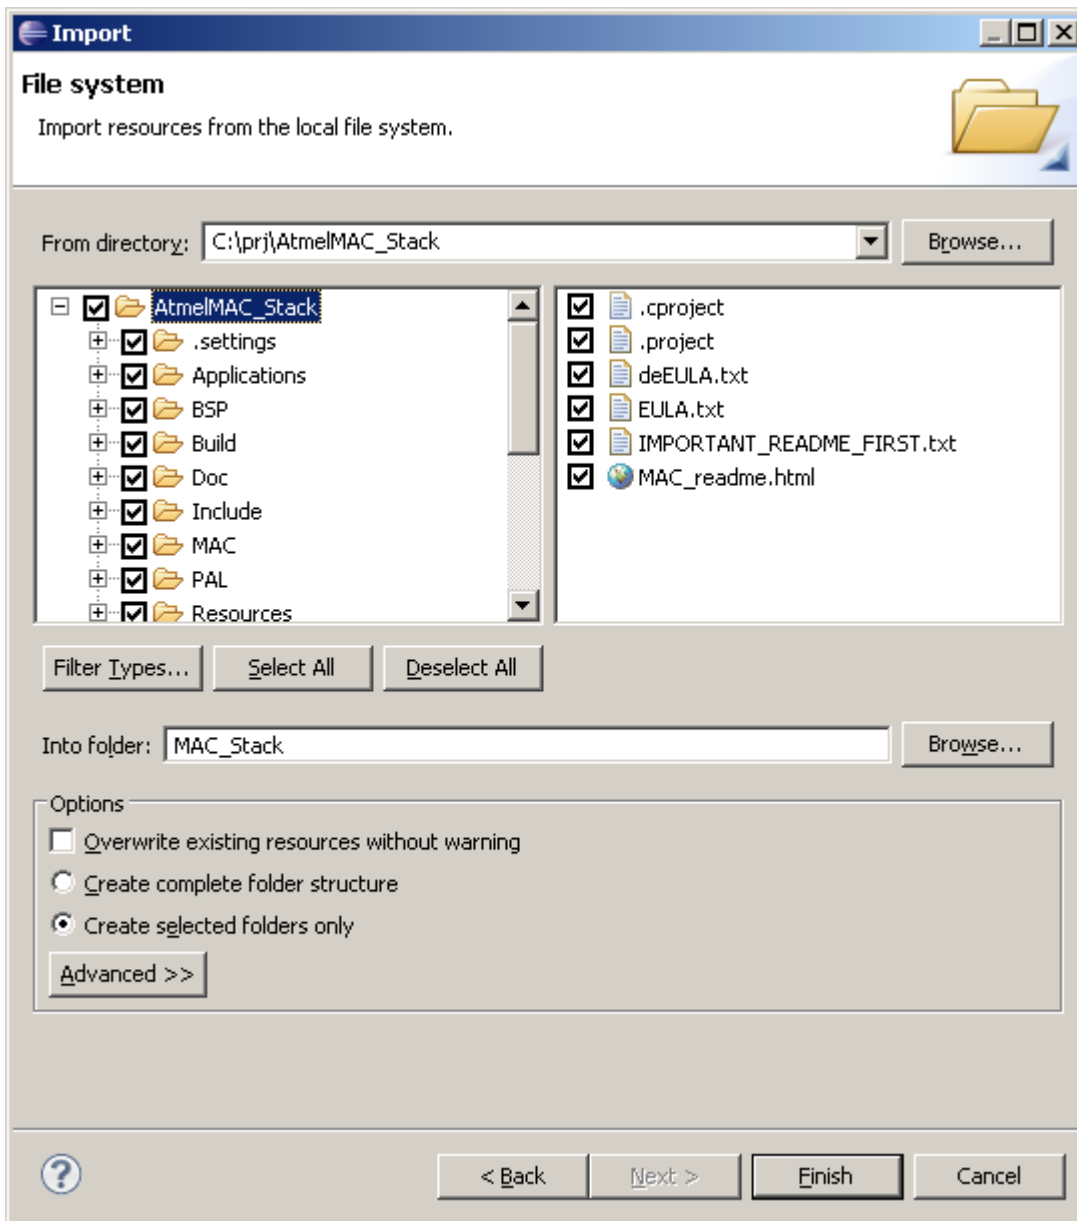 Import
File system
Import resources from the local file system.
From directory: C:\prj\AtmelMAC_Stack Browse...
AtmelMAC_Stack
.settings
Applications
BSP
Build
Doc
Include
MAC
PAL
Resources
.cproject
.project
deEULA.txt
EULA.txt
IMPORTANT_README_FIRST.txt
MAC_readme.html
Filter Types... Select All Deselect All
Into folder: MAC_Stack Browse...
Options
Overwrite existing resources without warning
Create complete folder structure
Create selected folders only
Advanced >>
? < Back Next > Finish Cancel